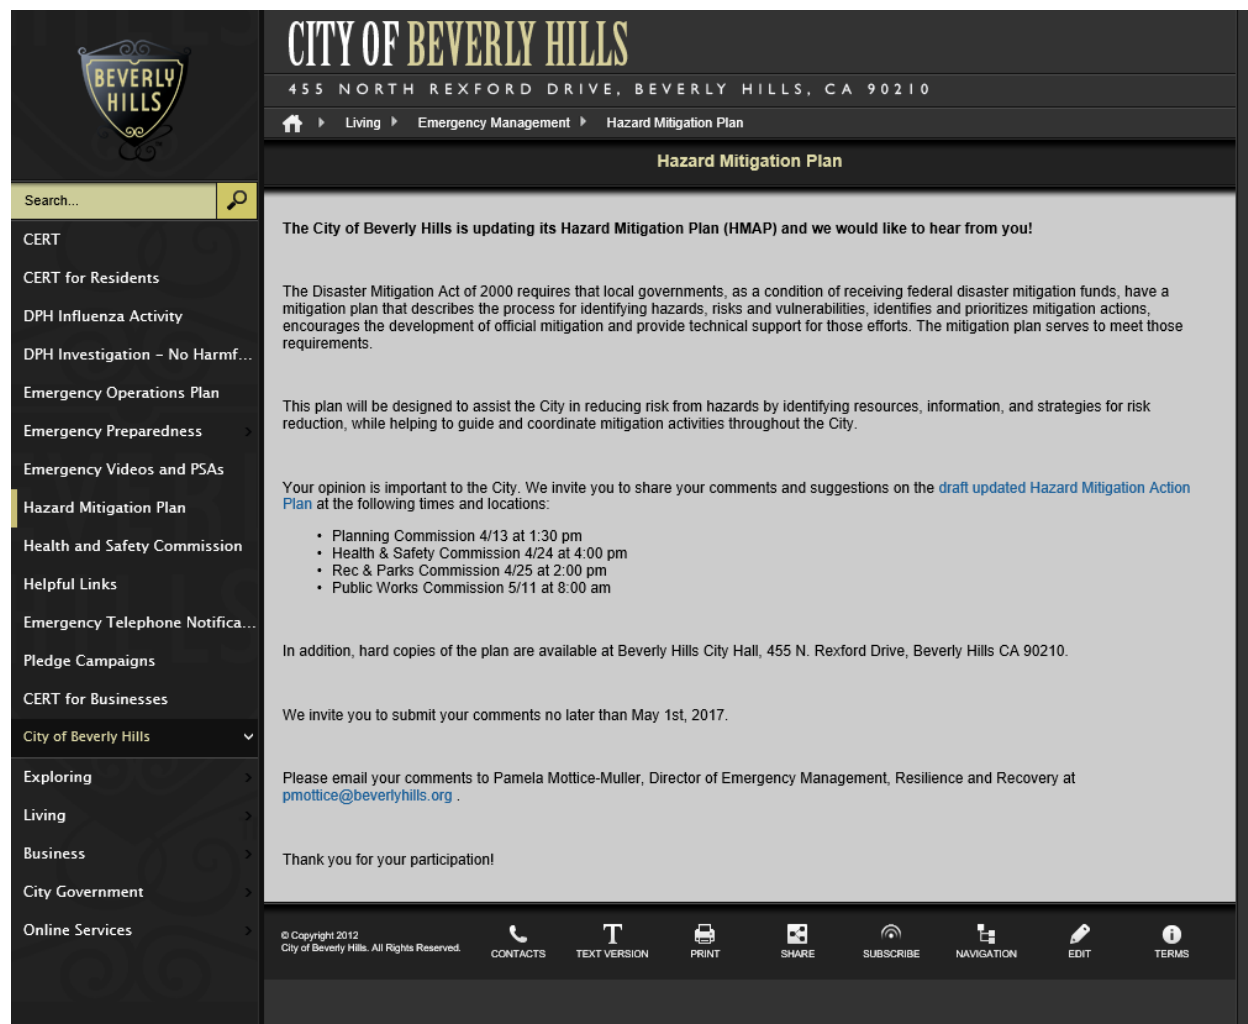 BEVERLY
HILLS
CITY OF BEVERLY HILLS
455 NORTH REXFORD DRIVE, BEVERLY HILLS, CA 90210
Living Emergency Management Hazard Mitigation Plan
Hazard Mitigation Plan
Search...
CERT
CERT for Residents
DPH Influenza Activity
DPH Investigation – No Harmf...
Emergency Operations Plan
Emergency Preparedness
Emergency Videos and PSAs
Hazard Mitigation Plan
Health and Safety Commission
Helpful Links
Emergency Telephone Notifica...
Pledge Campaigns
CERT for Businesses
City of Beverly Hills
Exploring
Living
Business
City Government
Online Services
The City of Beverly Hills is updating its Hazard Mitigation Plan (HMAP) and we would like to hear from you!
The Disaster Mitigation Act of 2000 requires that local governments, as a condition of receiving federal disaster mitigation funds, have a
mitigation plan that describes the process for identifying hazards, risks and vulnerabilities, identifies and prioritizes mitigation actions,
encourages the development of official mitigation and provide technical support for those efforts. The mitigation plan serves to meet those
requirements.
This plan will be designed to assist the City in reducing risk from hazards by identifying resources, information, and strategies for risk
reduction, while helping to guide and coordinate mitigation activities throughout the City.
Your opinion is important to the City. We invite you to share your comments and suggestions on the draft updated Hazard Mitigation Action
Plan at the following times and locations:
• Planning Commission 4/13 at 1:30 pm
• Health & Safety Commission 4/24 at 4:00 pm
• Rec & Parks Commission 4/25 at 2:00 pm
• Public Works Commission 5/11 at 8:00 am
In addition, hard copies of the plan are available at Beverly Hills City Hall, 455 N. Rexford Drive, Beverly Hills CA 90210.
We invite you to submit your comments no later than May 1st, 2017.
Please email your comments to Pamela Mottice-Muller, Director of Emergency Management, Resilience and Recovery at
pmottice@beverlyhills.org .
Thank you for your participation!
© Copyright 2012
City of Beverly Hills. All Rights Reserved.
CONTACTS TEXT VERSION PRINT SHARE SUBSCRIBE NAVIGATION EDIT TERMS